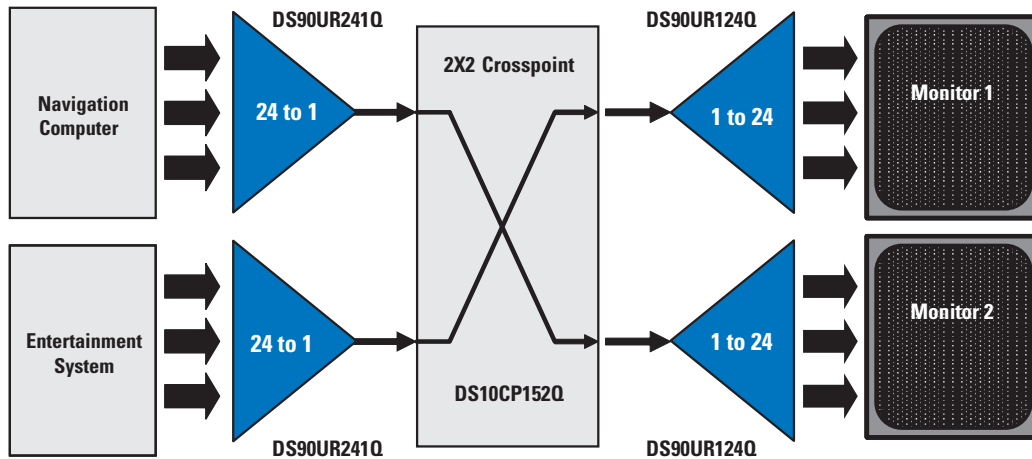 DS90UR241Q
DS90UR124Q
Navigation
Computer
24 to 1
2X2 Crosspoint
1 to 24
Monitor 1
Entertainment
System
24 to 1
DS10CP152Q
1 to 24
Monitor 2
DS90UR241Q
DS90UR124Q